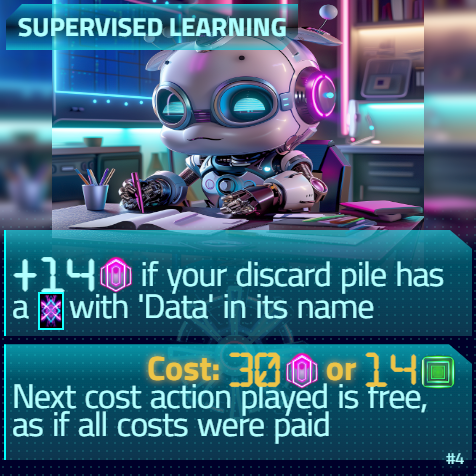 SUPERVISED LEARNING
+14 if your discard pile has
a with 'Data' in its name
Cost: 30 or 14
Next cost action played is free,
as if all costs were paid
#4